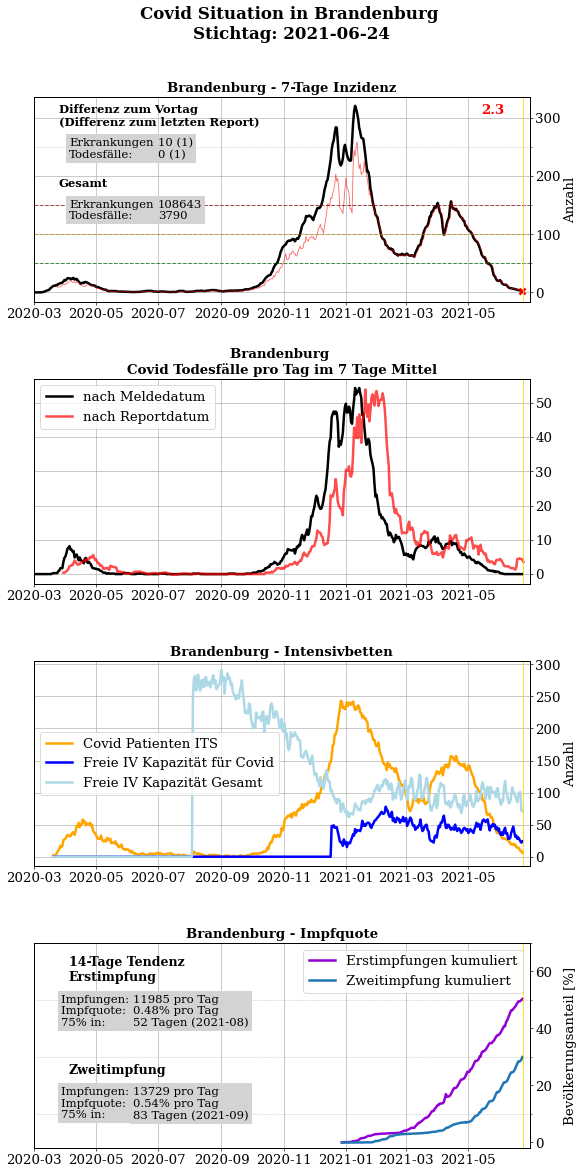 Covid Situation in Brandenburg
Stichtag: 2021-06-24
Brandenburg - 7-Tage Inzidenz
Differenz zum Vortag
(Differenz zum letzten Report)
Erkrankungen 10 (1)
Todesfälle: 0 (1)
Gesamt
Erkrankungen 108643
Todesfälle: 3790
2.3
300
200
100
0
Anzahl
2020-03 2020-05 2020-07 2020-09 2020-11 2021-01 2021-03 2021-05
Brandenburg
Covid Todesfälle pro Tag im 7 Tage Mittel
nach Meldedatum
nach Reportdatum
50
40
30
20
10
0
2020-03 2020-05 2020-07 2020-09 2020-11 2021-01 2021-03 2021-05
Brandenburg - Intensivbetten
Covid Patienten ITS
Freie IV Kapazität für Covid
Freie IV Kapazität Gesamt
300
250
200
150
100
50
0
Anzahl
2020-03 2020-05 2020-07 2020-09 2020-11 2021-01 2021-03 2021-05
Brandenburg - Impfquote
14-Tage Tendenz
Erstimpfung
Impfungen: 11985 pro Tag
Impfquote: 0.48% pro Tag
75% in: 52 Tagen (2021-08)
Zweitimpfung
Impfungen: 13729 pro Tag
Impfquote: 0.54% pro Tag
75% in: 83 Tagen (2021-09)
Erstimpfungen kumuliert
Zweitimpfung kumuliert
60
40
20
0
Bevölkerungsanteil [%]
2020-03 2020-05 2020-07 2020-09 2020-11 2021-01 2021-03 2021-05